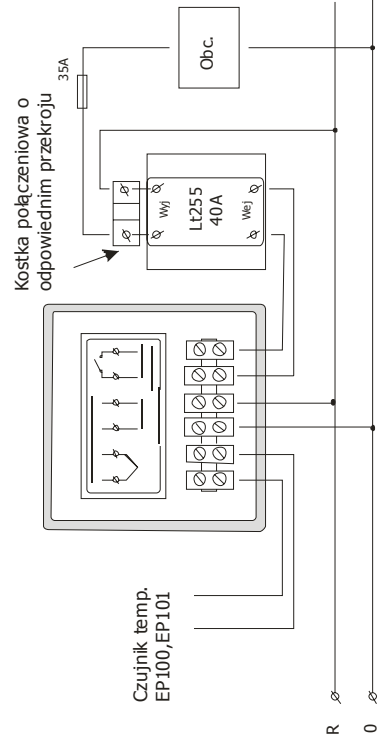 Kostka połączeniowa o
odpowiednim przekroju
35A
Obc.
Wyj
Lt255
40A
Wej
Czujnik temp.
EP100,EP101
R
0